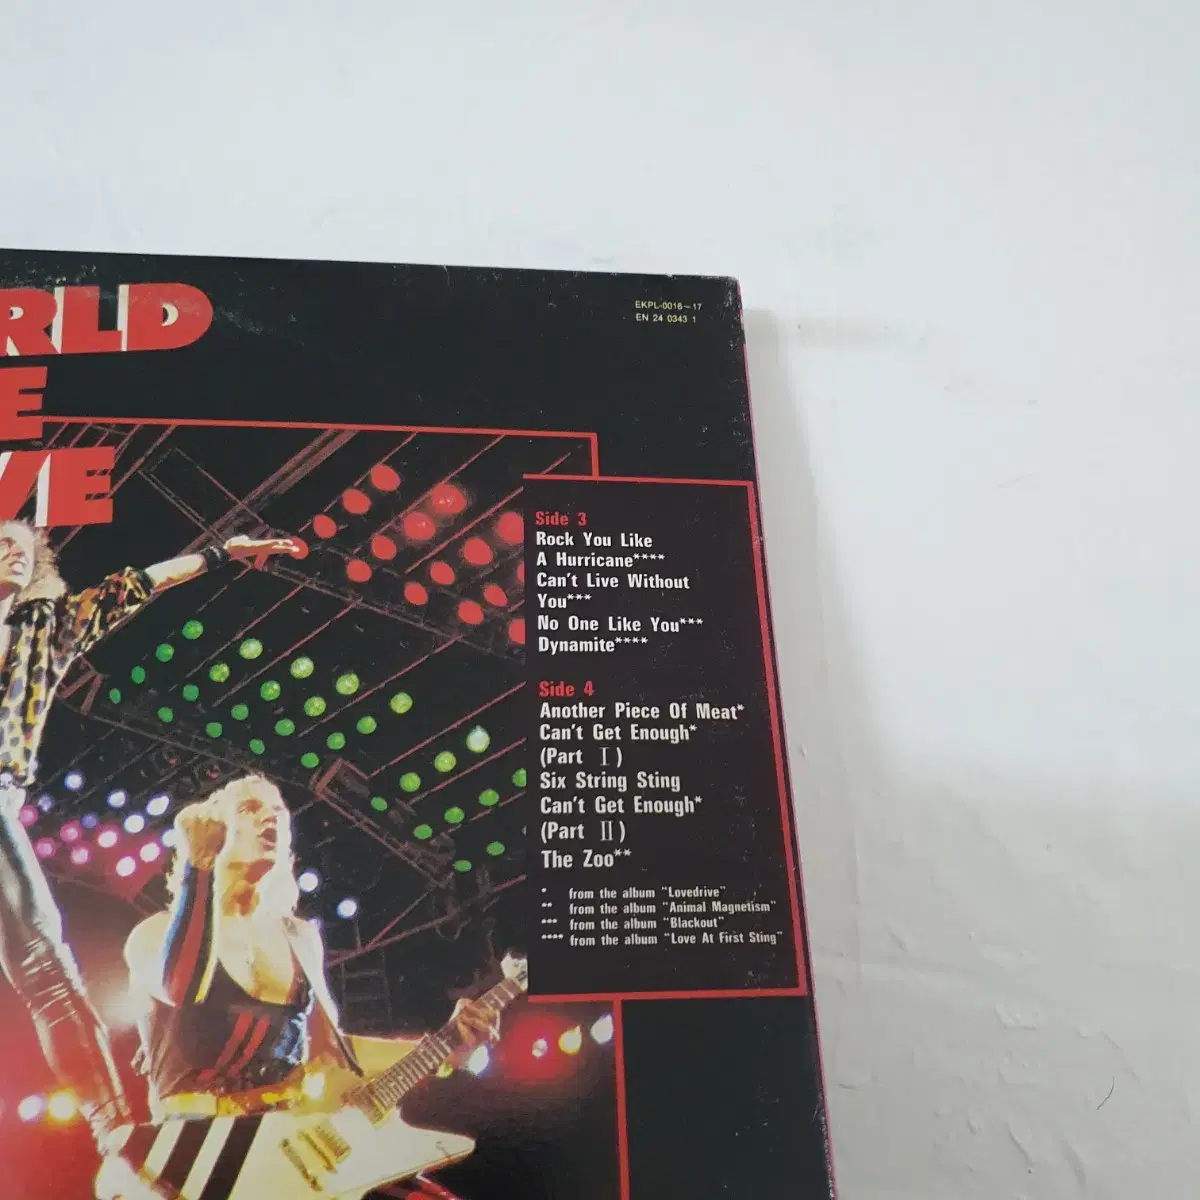 RLD
E
VE
EKPL-0016~17
EN 24 0343 1
Side 3
Rock You Like
A Hurricane****
Can't Live Without
You***
No One Like You***
Dynamite****
Side 4
Another Piece Of Meat*
Can't Get Enough*
(Part Ⅰ)
Six String Sting
Can't Get Enough*
(Part Ⅱ)
The Zoo**
* from the album "Lovedrive"
** from the album "Animal Magnetism"
*** from the album "Blackout"
**** from the album "Love At First Sting"